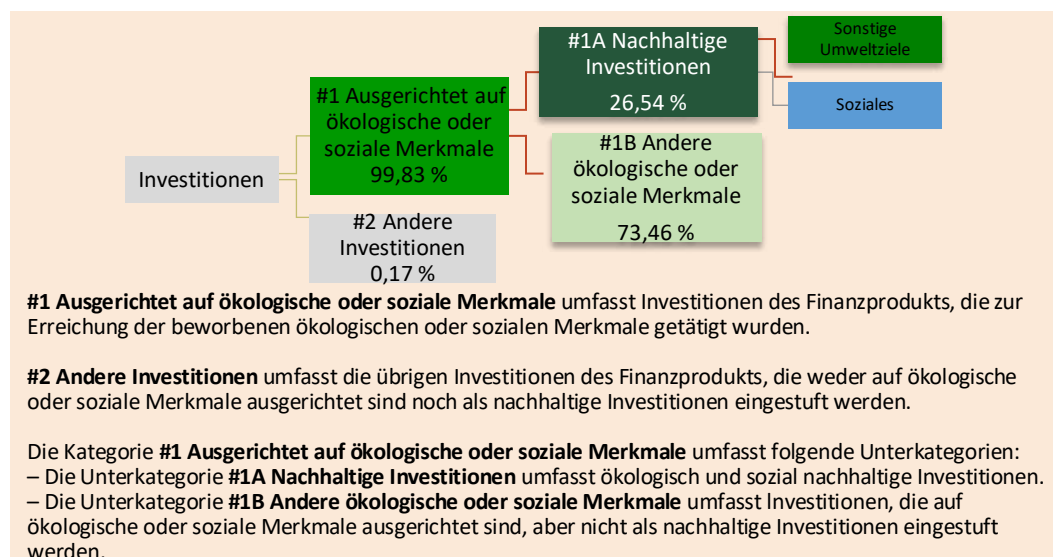 Investitionen
#1 Ausgerichtet auf
ökologische oder
soziale Merkmale
99,83 %
#2 Andere
Investitionen
0,17 %
#1A Nachhaltige
Investitionen
26,54 %
#1B Andere
ökologische oder
soziale Merkmale
73,46 %
Sonstige
Umweltziele
Soziales
#1 Ausgerichtet auf ökologische oder soziale Merkmale umfasst Investitionen des Finanzprodukts, die zur
Erreichung der beworbenen ökologischen oder sozialen Merkmale getätigt wurden.
#2 Andere Investitionen umfasst die übrigen Investitionen des Finanzprodukts, die weder auf ökologische
oder soziale Merkmale ausgerichtet sind noch als nachhaltige Investitionen eingestuft werden.
Die Kategorie #1 Ausgerichtet auf ökologische oder soziale Merkmale umfasst folgende Unterkategorien:
– Die Unterkategorie #1A Nachhaltige Investitionen umfasst ökologisch und sozial nachhaltige Investitionen.
– Die Unterkategorie #1B Andere ökologische oder soziale Merkmale umfasst Investitionen, die auf
ökologische oder soziale Merkmale ausgerichtet sind, aber nicht als nachhaltige Investitionen eingestuft
werden.